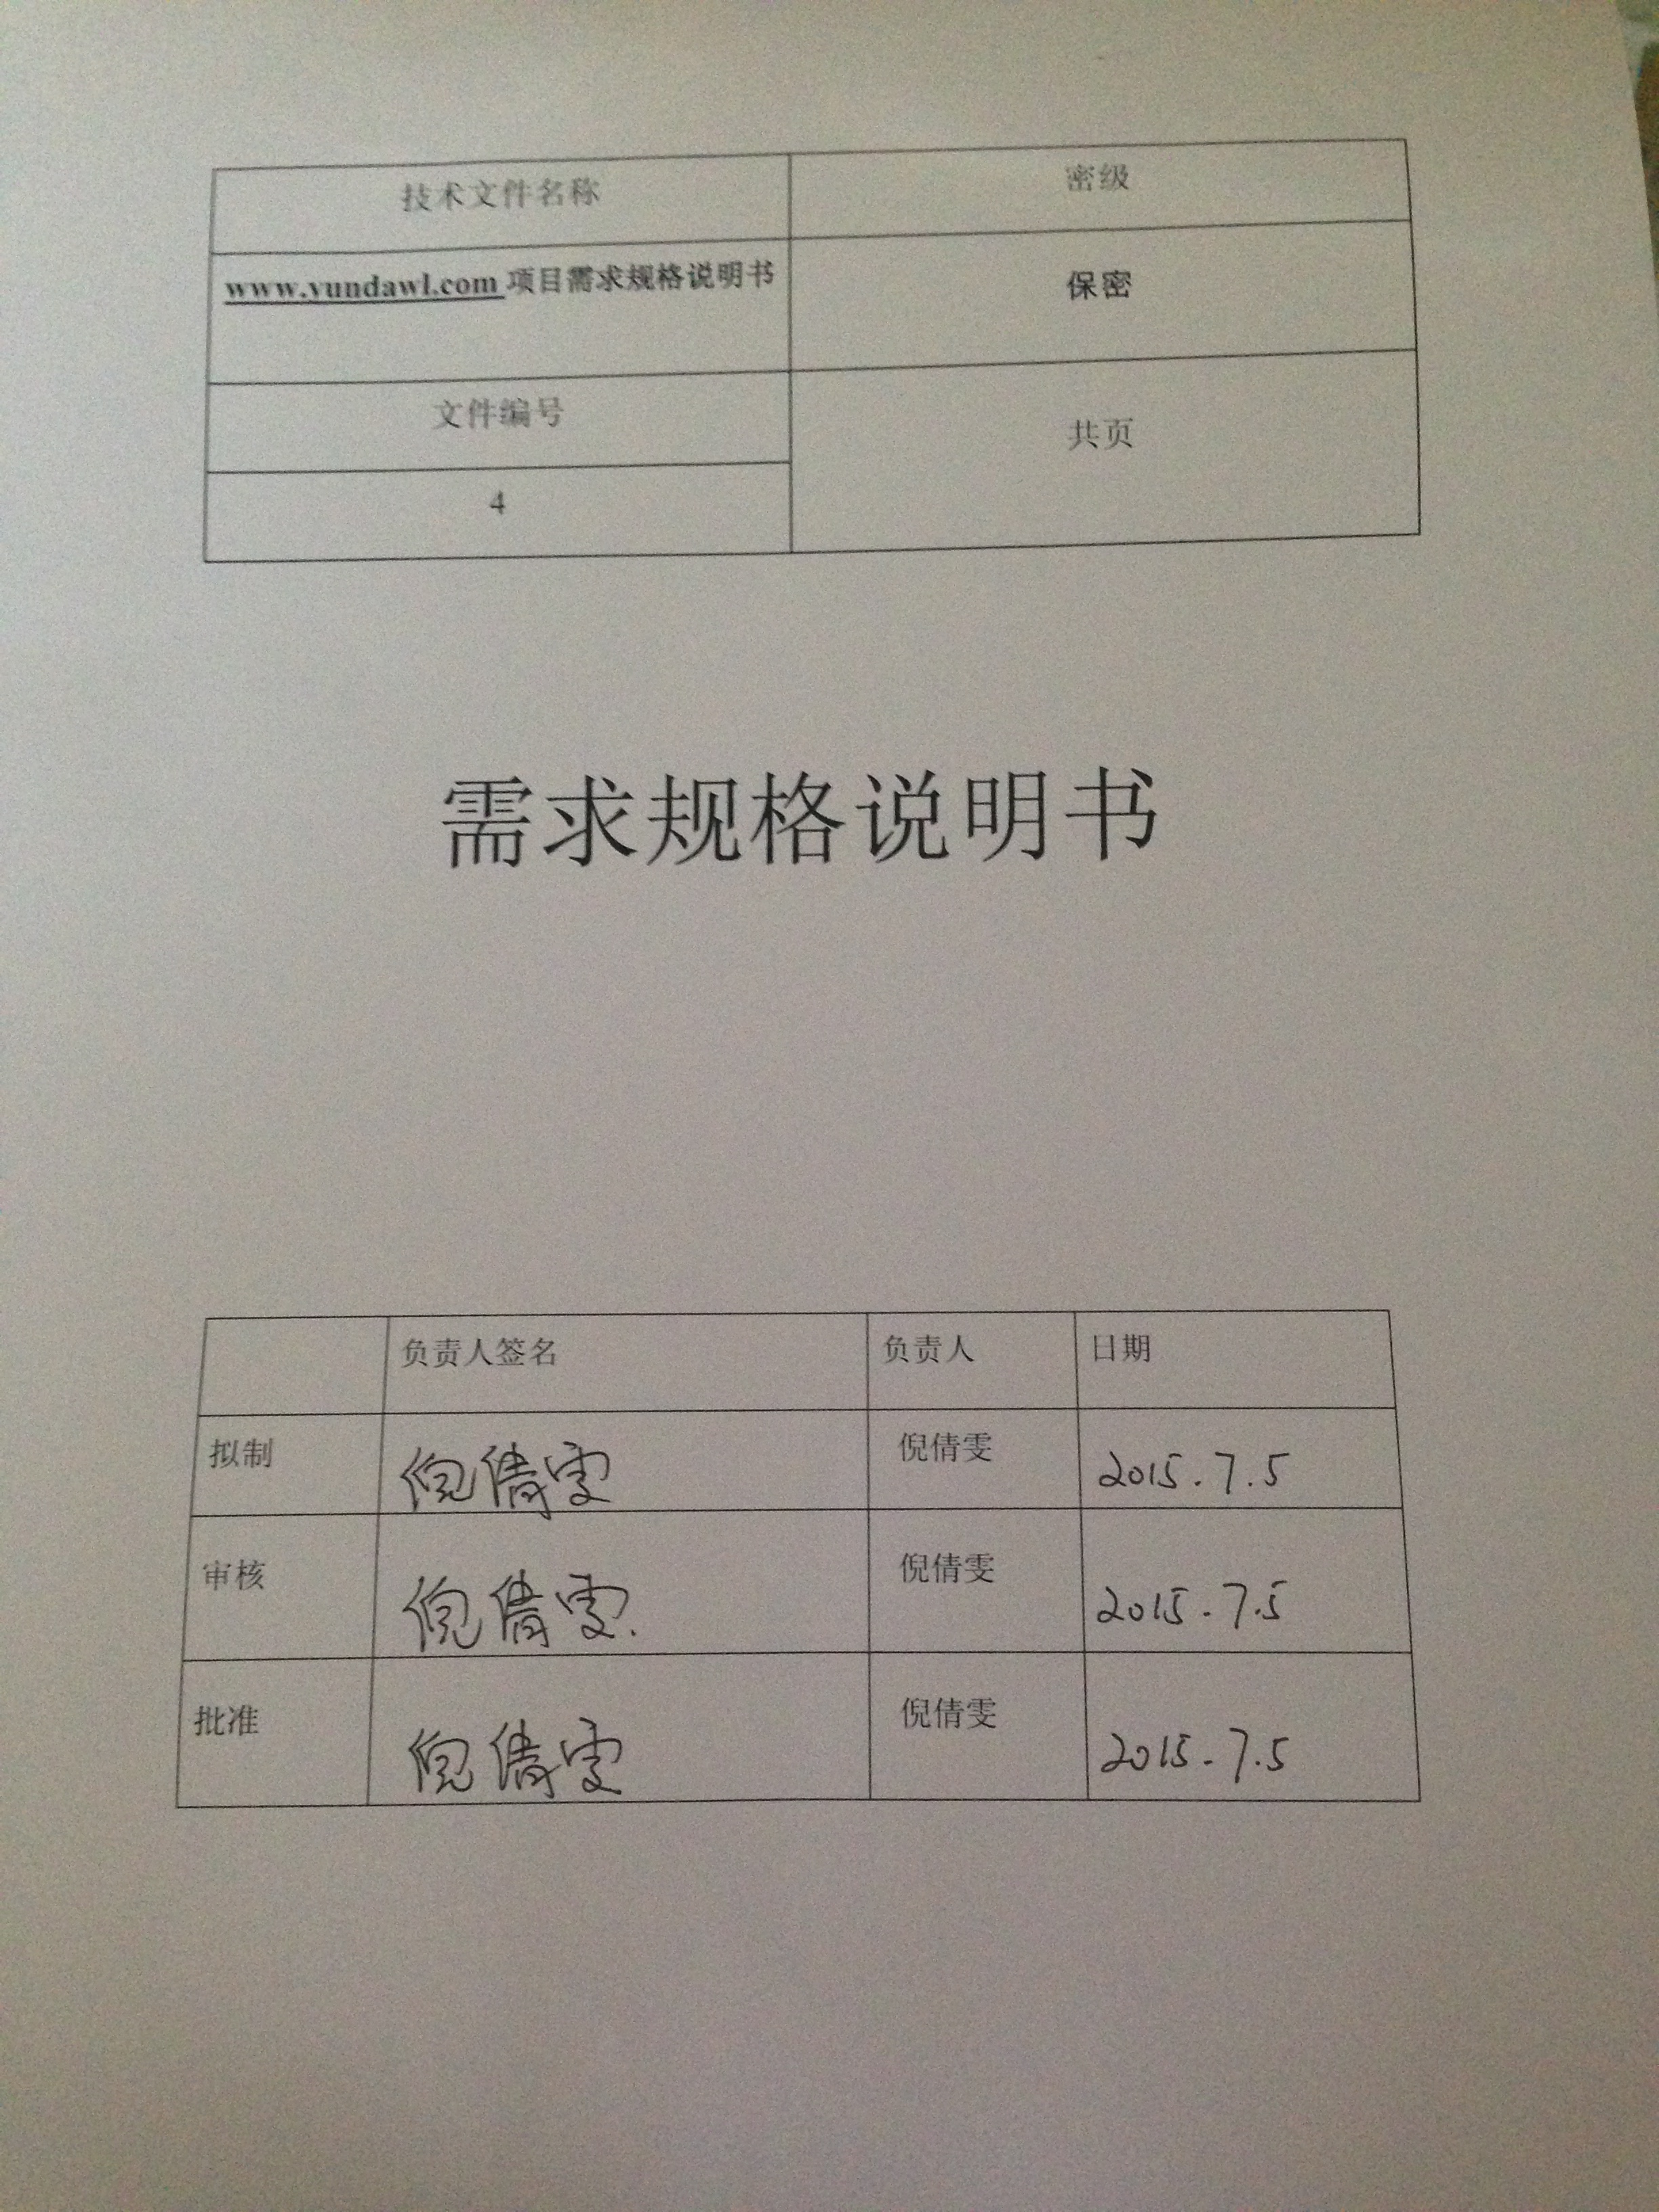 技术文件名称 密级
www.yundawl.com 项目需求规格说明书 保密
文件编号 共页
4
需求规格说明书
负责人签名 负责人 日期
拟制 倪倩雯 倪倩雯 2015.7.5
审核 倪倩雯. 倪倩雯 2015.7.5
批准 倪倩雯 倪倩雯 2015.7.5